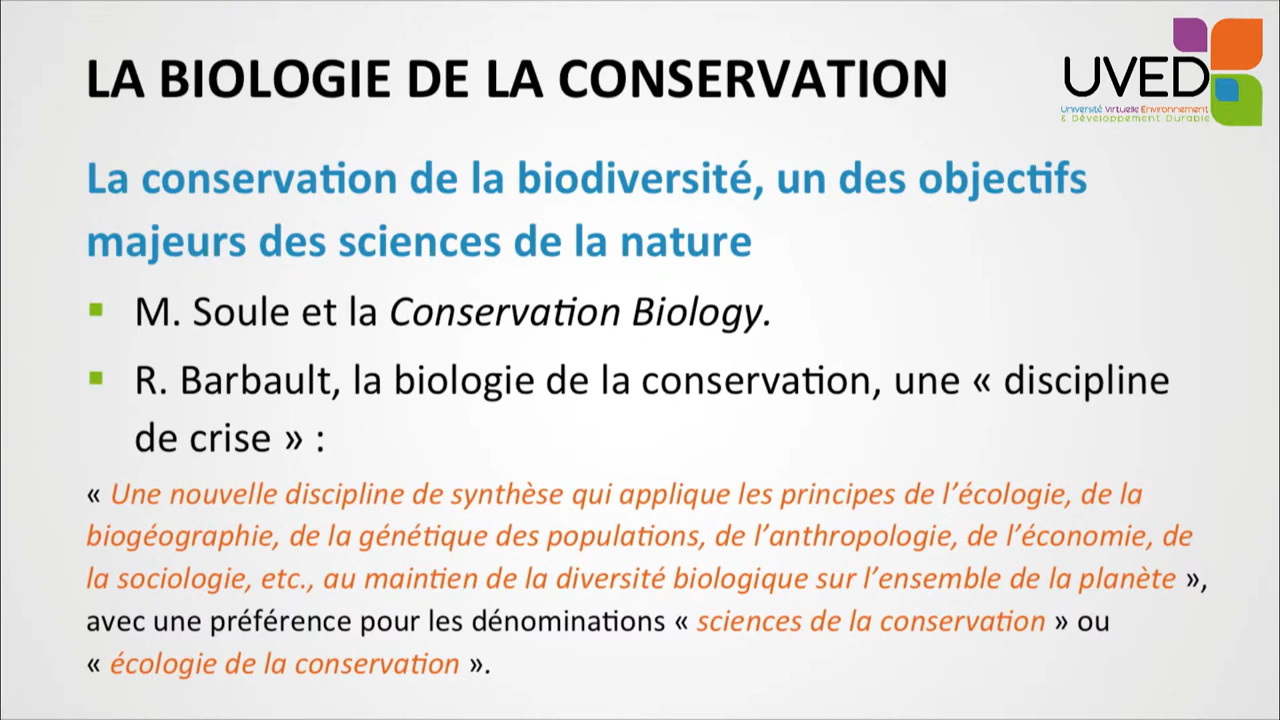 LA BIOLOGIE DE LA CONSERVATION
UVED
Université Virtuelle Environnement
& Développement Durable
La conservation de la biodiversité, un des objectifs
majeurs des sciences de la nature
▪ M. Soule et la Conservation Biology.
▪ R. Barbault, la biologie de la conservation, une « discipline
de crise » :
« Une nouvelle discipline de synthèse qui applique les principes de l’écologie, de la
biogéographie, de la génétique des populations, de l’anthropologie, de l’économie, de
la sociologie, etc., au maintien de la diversité biologique sur l’ensemble de la planète »,
avec une préférence pour les dénominations « sciences de la conservation » ou
« écologie de la conservation ».